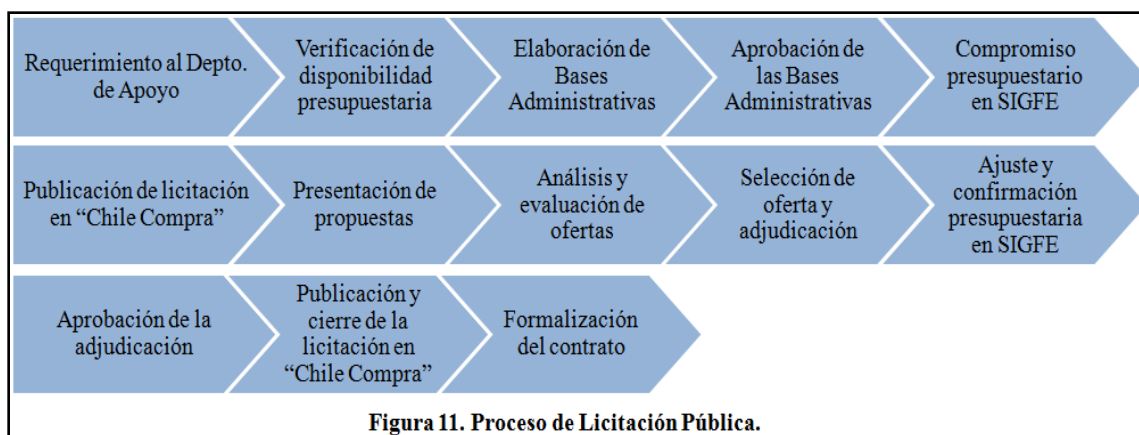 Requerimiento al Depto.
de Apoyo
Verificación de
disponibilidad
presupuestaria
Elaboración de
Bases
Administrativas
Aprobación de
las Bases
Administrativas
Compromiso
presupuestario
en SIGFE
Publicación de licitación
en “Chile Compra”
Presentación de
propuestas
Análisis y
evaluación de
ofertas
Selección de
oferta y
adjudicación
Ajuste y
confirmación
presupuestaria
en SIGFE
Aprobación de la
adjudicación
Publicación y
cierre de la
licitación en
“Chile Compra”
Formalización
del contrato
Figura 11. Proceso de Licitación Pública.